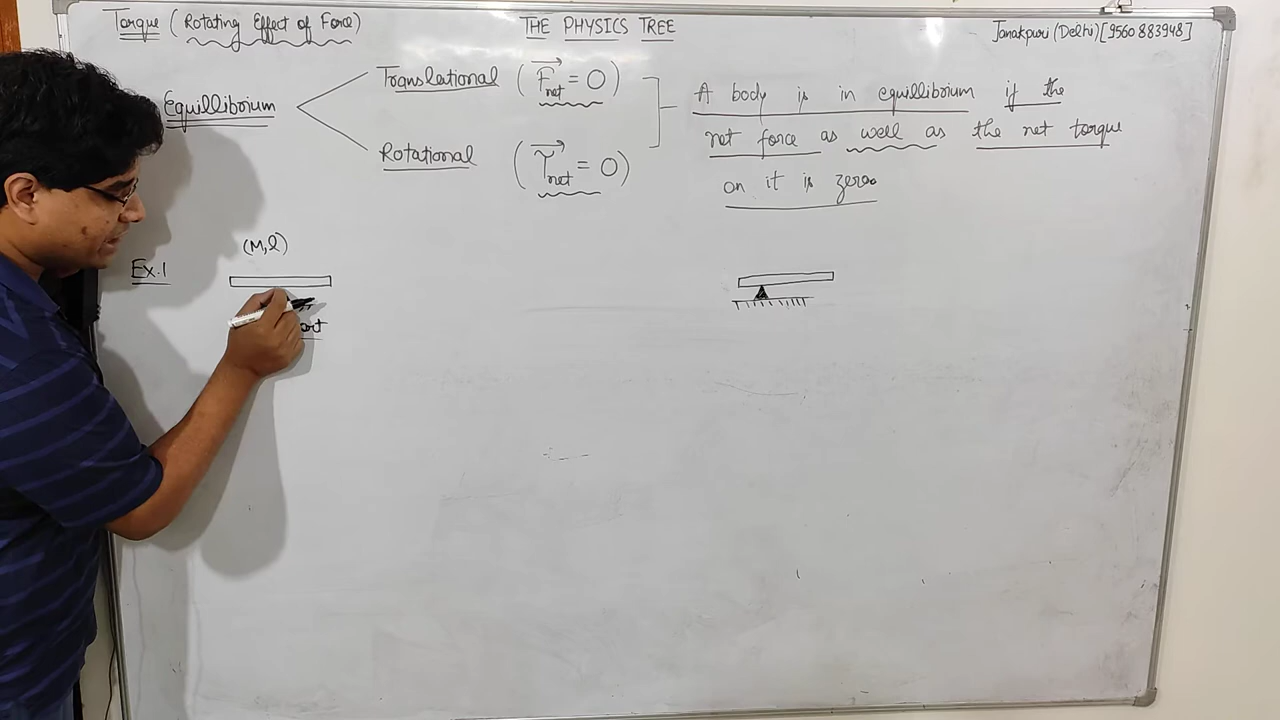 Torque (Rotating Effect of Force)
THE PHYSICS TREE
Janakpuri (Delhi) [9560 883948]
Equillibrium
Translational (F⃗net = 0)
Rotational (τ⃗net = 0)
A body is in equillibrium if the
net force as well as the net torque
on it is zero.
Ex.1
(M,l)